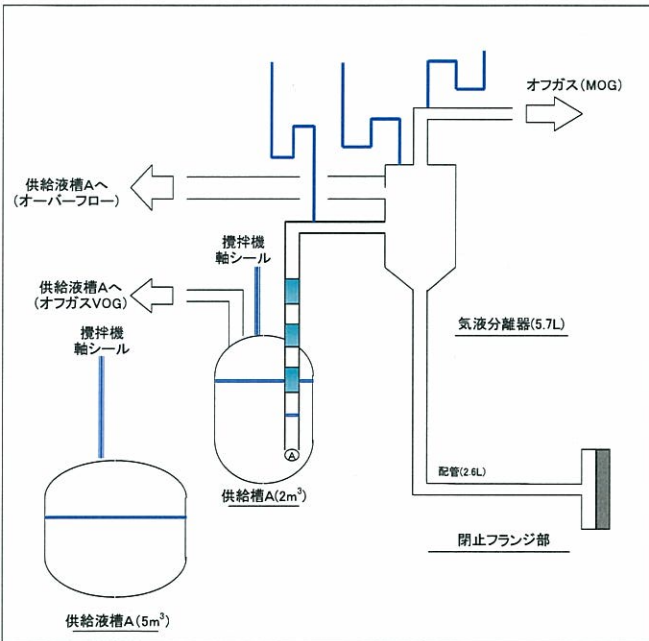 オフガス(MOG)
供給液槽Aへ
(オーバーフロー)
攪拌機
軸シール
供給液槽Aへ
(オフガスVOG)
攪拌機
軸シール
気液分離器(5.7L)
A
配管(2.6L)
供給槽A(2m³)
閉止フランジ部
供給液槽A(5m³)